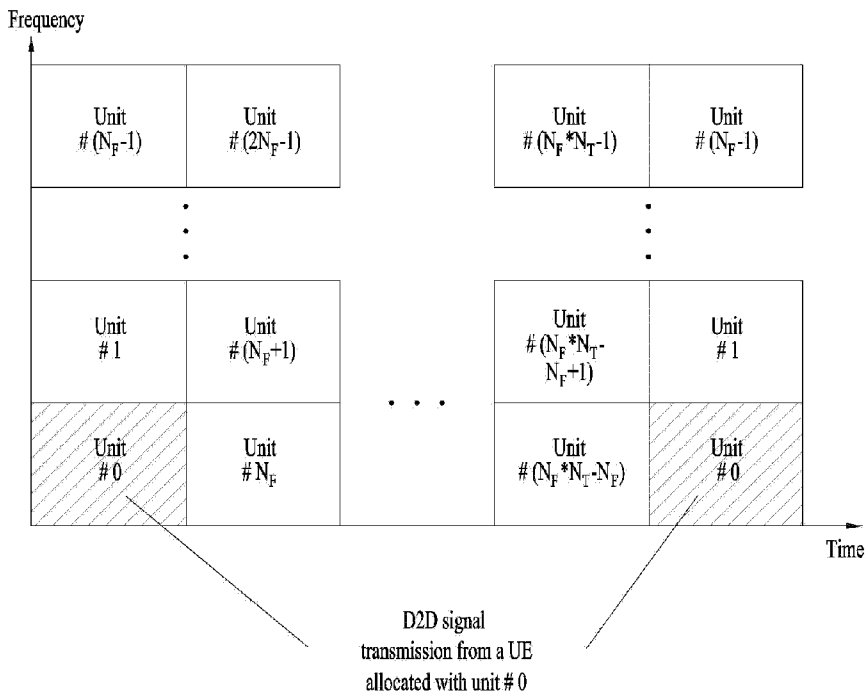 Frequency
Unit
# (N_F-1)
Unit
# (2N_F-1)
Unit
# (N_F*N_T-1)
Unit
# (N_F-1)
Unit
# 1
Unit
# (N_F+1)
Unit
# (N_F*N_T-
N_F+1)
Unit
# 1
Unit
# 0
Unit
# N_F
Unit
# (N_F*N_T-N_F)
Unit
# 0
Time
D2D signal
transmission from a UE
allocated with unit # 0